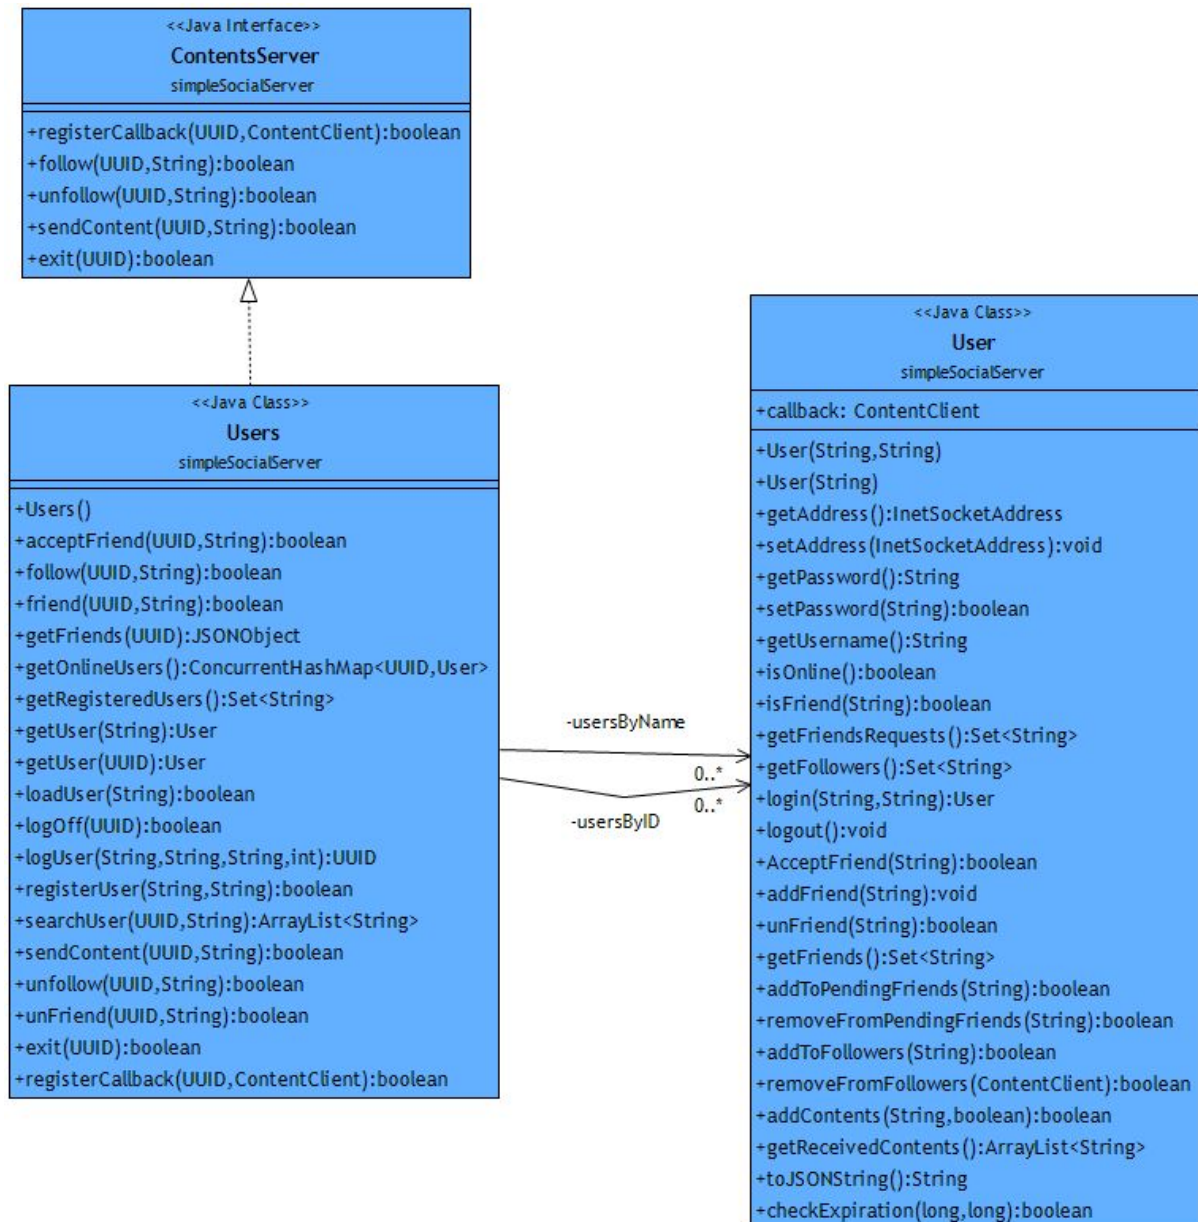 <<Java Interface>>
ContentsServer
simpleSocialServer
+registerCallback(UUID,ContentClient):boolean
+follow(UUID,String):boolean
+unfollow(UUID,String):boolean
+sendContent(UUID,String):boolean
+exit(UUID):boolean
<<Java Class>>
Users
simpleSocialServer
+Users()
+acceptFriend(UUID,String):boolean
+follow(UUID,String):boolean
+friend(UUID,String):boolean
+getFriends(UUID):JSONObject
+getOnlineUsers():ConcurrentHashMap<UUID,User>
+getRegisteredUsers():Set<String>
+getUser(String):User
+getUser(UUID):User
+loadUser(String):boolean
+logOff(UUID):boolean
+logUser(String,String,String,int):UUID
+registerUser(String,String):boolean
+searchUser(UUID,String):ArrayList<String>
+sendContent(UUID,String):boolean
+unfollow(UUID,String):boolean
+unFriend(UUID,String):boolean
+exit(UUID):boolean
+registerCallback(UUID,ContentClient):boolean
-usersByName
0..*
-usersByID
0..*
<<Java Class>>
User
simpleSocialServer
+callback: ContentClient
+User(String,String)
+User(String)
+getAddress():InetSocketAddress
+setAddress(InetSocketAddress):void
+getPassword():String
+setPassword(String):boolean
+getUsername():String
+isOnline():boolean
+isFriend(String):boolean
+getFriendsRequests():Set<String>
+getFollowers():Set<String>
+login(String,String):User
+logout():void
+AcceptFriend(String):boolean
+addFriend(String):void
+unFriend(String):boolean
+getFriends():Set<String>
+addToPendingFriends(String):boolean
+removeFromPendingFriends(String):boolean
+addToFollowers(String):boolean
+removeFromFollowers(ContentClient):boolean
+addContents(String,boolean):boolean
+getReceivedContents():ArrayList<String>
+toJSONString():String
+checkExpiration(long,long):boolean